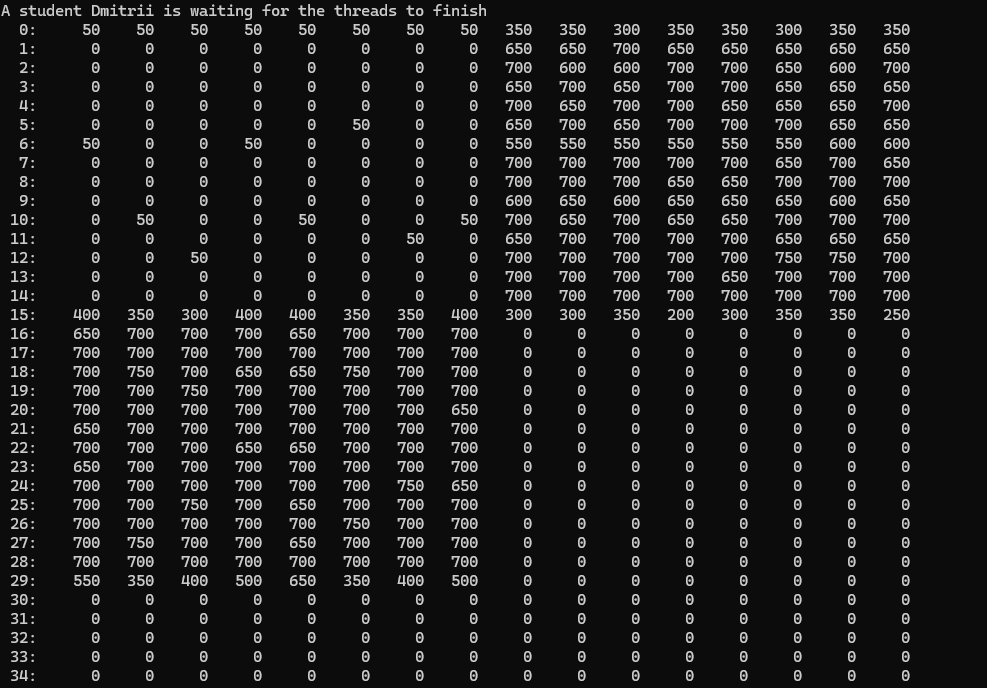 A student Dmitrii is waiting for the threads to finish
0: 50 50 50 50 50 50 50 50 350 350 300 350 350 300 350 350
1: 0 0 0 0 0 0 0 0 650 650 700 650 650 650 650 650
2: 0 0 0 0 0 0 0 0 700 600 600 700 700 650 600 700
3: 0 0 0 0 0 0 0 0 650 700 650 700 650 650 650 650
4: 0 0 0 0 0 0 0 0 700 650 700 700 650 650 650 700
5: 0 0 0 0 0 50 0 0 650 700 650 700 700 700 700 650
6: 50 0 0 50 0 0 0 0 550 550 550 550 550 550 600 600
7: 0 0 0 0 0 0 0 0 700 700 700 700 700 650 700 650
8: 0 0 0 0 0 0 0 0 700 700 700 650 650 700 700 700
9: 0 0 0 0 0 0 0 0 600 650 600 650 650 600 600 650
10: 0 50 0 0 50 0 0 50 700 650 700 650 650 700 700 700
11: 0 0 0 0 0 0 50 0 650 700 700 700 700 650 650 650
12: 0 0 50 0 0 0 0 0 700 700 700 700 700 750 750 700
13: 0 0 0 0 0 0 0 0 700 700 700 700 650 700 700 700
14: 0 0 0 0 0 0 0 0 700 700 700 700 700 700 700 700
15: 400 350 300 400 400 350 350 400 300 300 350 200 300 350 350 250
16: 650 700 700 700 650 700 700 700 0 0 0 0 0 0 0 0
17: 700 700 700 700 700 700 700 700 0 0 0 0 0 0 0 0
18: 700 750 700 650 650 750 700 700 0 0 0 0 0 0 0 0
19: 700 700 750 700 700 700 700 700 0 0 0 0 0 0 0 0
20: 700 700 700 700 700 700 700 650 0 0 0 0 0 0 0 0
21: 650 700 700 700 700 700 700 700 0 0 0 0 0 0 0 0
22: 700 700 700 650 650 700 700 700 0 0 0 0 0 0 0 0
23: 650 700 700 700 700 700 700 700 0 0 0 0 0 0 0 0
24: 700 700 700 700 700 700 750 650 0 0 0 0 0 0 0 0
25: 700 700 750 700 650 700 700 700 0 0 0 0 0 0 0 0
26: 700 700 700 700 700 750 700 700 0 0 0 0 0 0 0 0
27: 700 750 700 700 650 700 700 700 0 0 0 0 0 0 0 0
28: 700 700 700 700 700 700 700 700 0 0 0 0 0 0 0 0
29: 550 350 400 500 650 350 400 500 0 0 0 0 0 0 0 0
30: 0 0 0 0 0 0 0 0 0 0 0 0 0 0 0 0
31: 0 0 0 0 0 0 0 0 0 0 0 0 0 0 0 0
32: 0 0 0 0 0 0 0 0 0 0 0 0 0 0 0 0
33: 0 0 0 0 0 0 0 0 0 0 0 0 0 0 0 0
34: 0 0 0 0 0 0 0 0 0 0 0 0 0 0 0 0